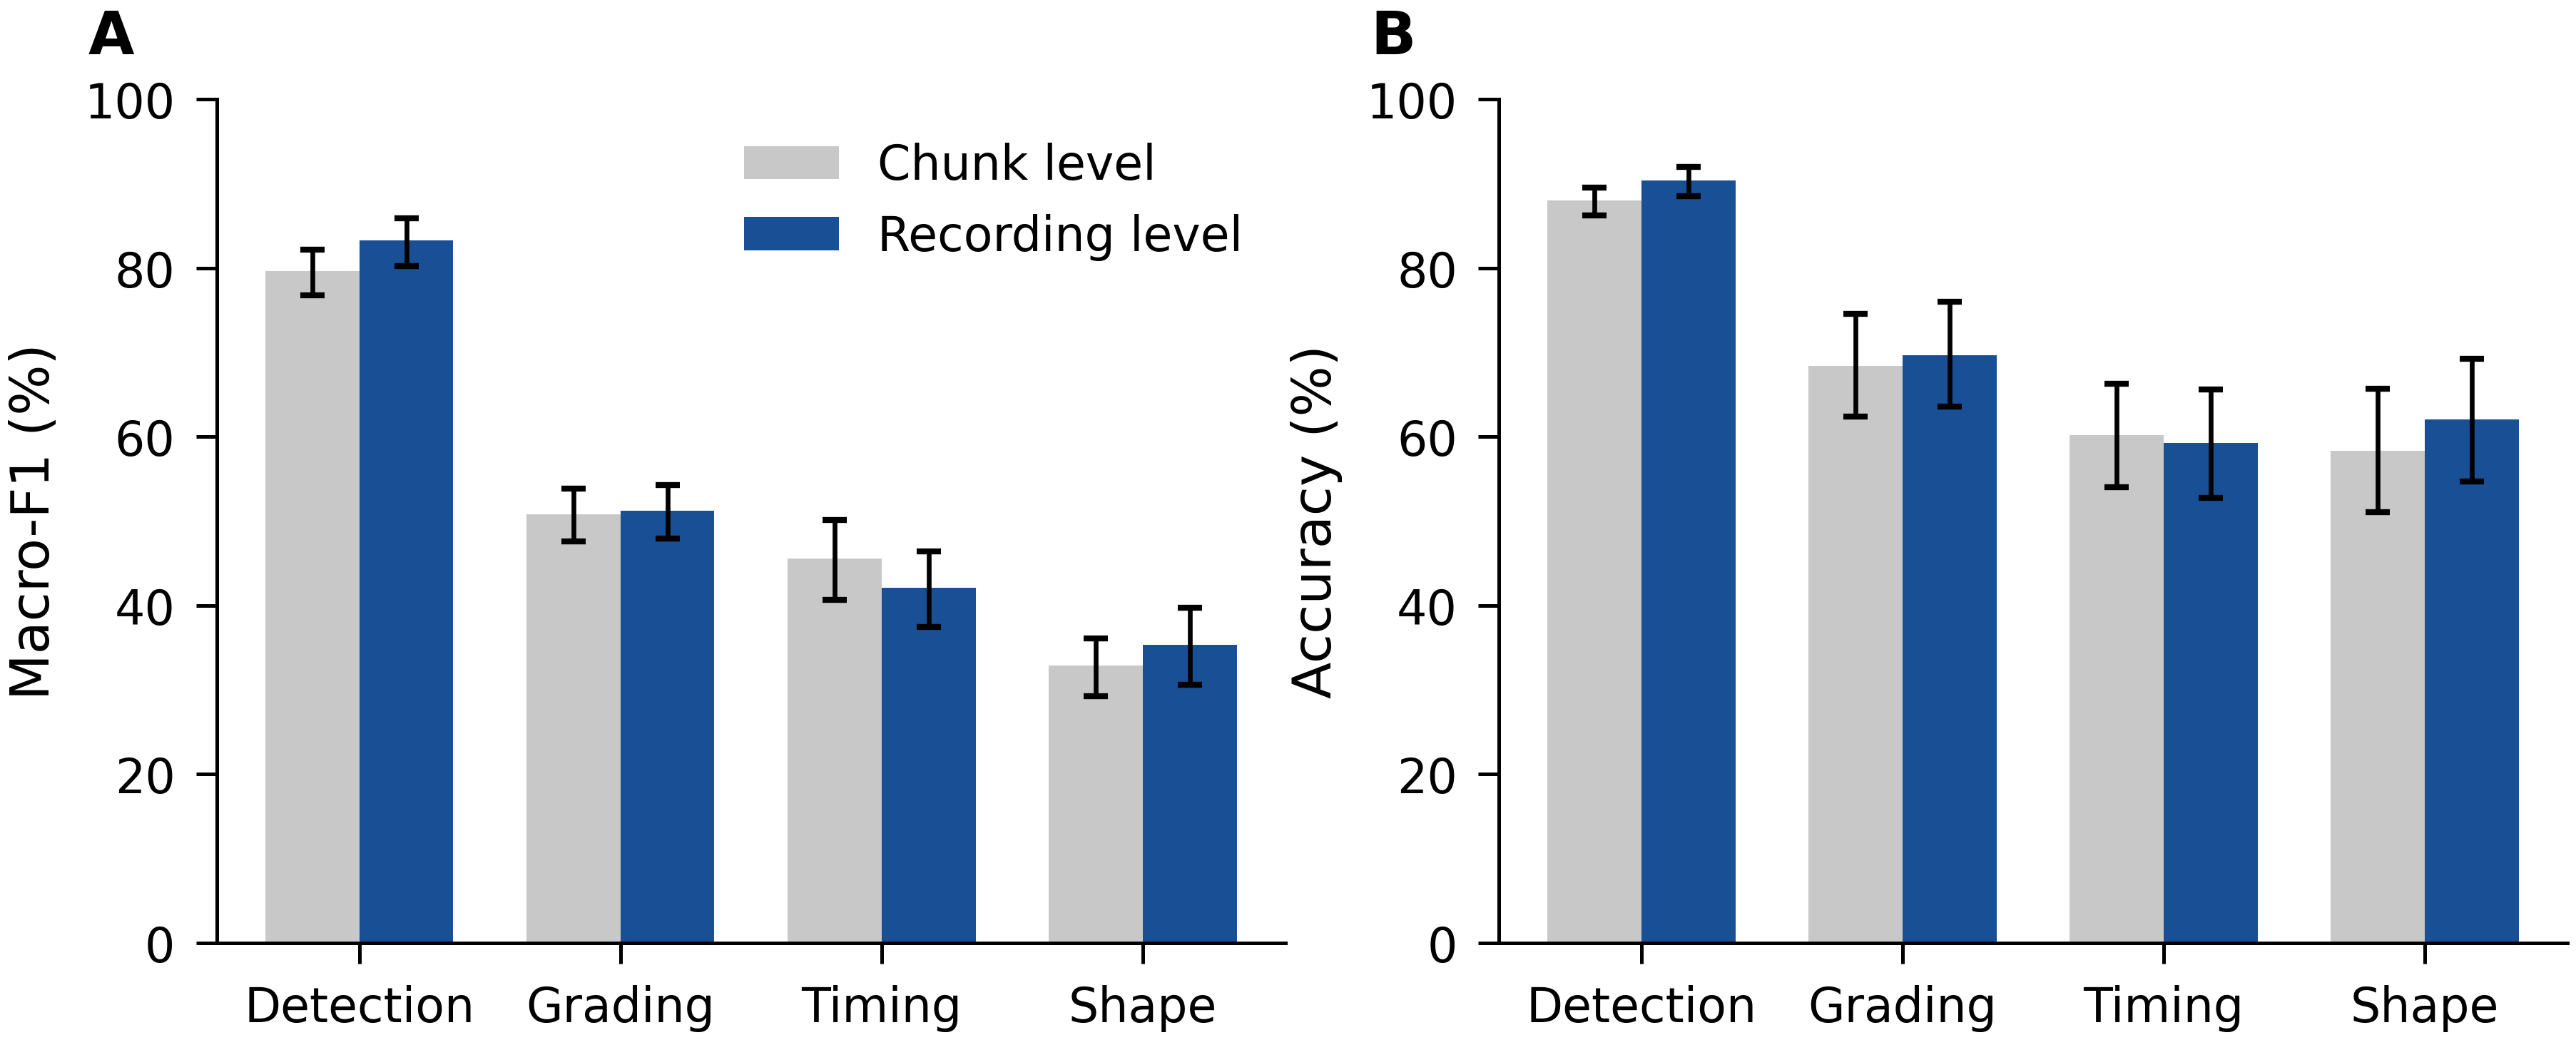 A
Macro-F1 (%)
100
80
60
40
20
0
Chunk level
Recording level
Detection Grading Timing Shape
B
Accuracy (%)
100
80
60
40
20
0
Detection Grading Timing Shape